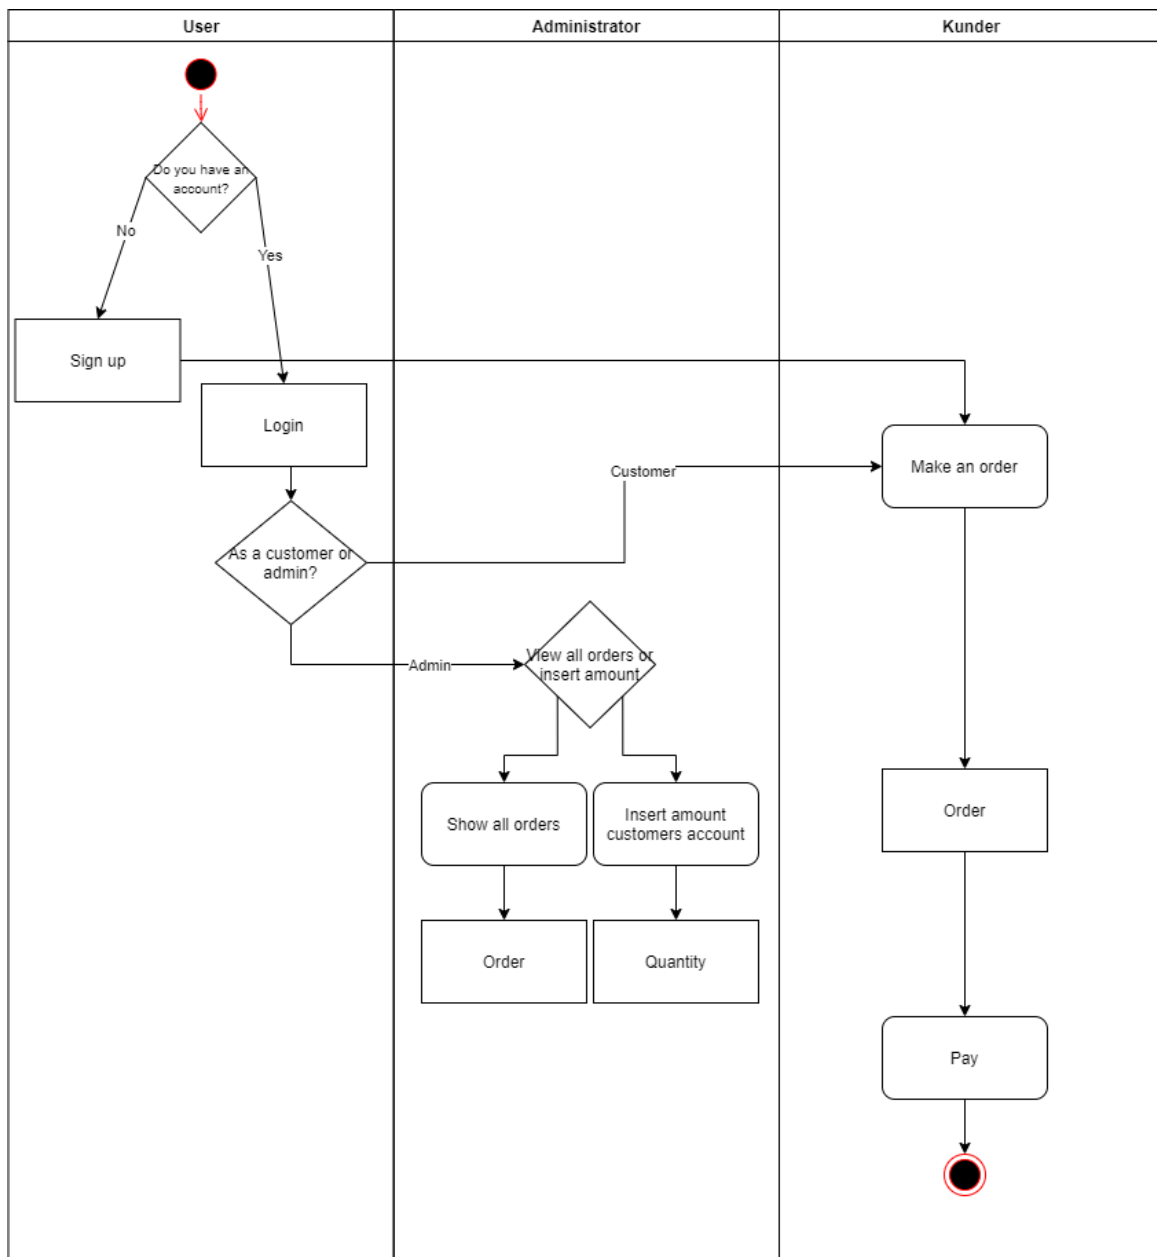 User
Administrator
Kunder
Do you have an
account?
No
Yes
Sign up
Login
Customer
Make an order
As a customer or
admin?
Admin
View all orders or
insert amount
Show all orders
Insert amount
customers account
Order
Order
Quantity
Pay